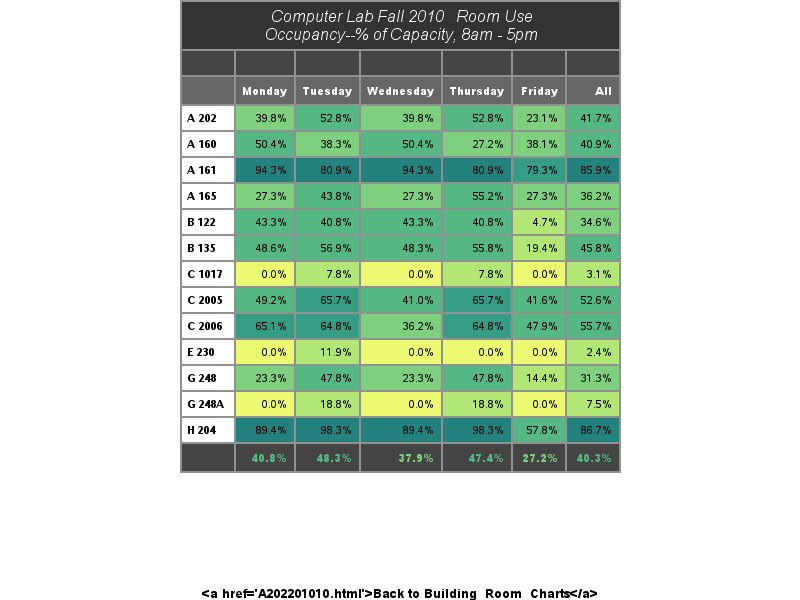 Computer Lab Fall 2010 Room Use
Occupancy--% of Capacity, 8am - 5pm
Monday Tuesday Wednesday Thursday Friday All
A 202 39.8% 52.8% 39.8% 52.8% 23.1% 41.7%
A 160 50.4% 38.3% 50.4% 27.2% 38.1% 40.9%
A 161 94.3% 80.9% 94.3% 80.9% 79.3% 85.9%
A 165 27.3% 43.8% 27.3% 55.2% 27.3% 36.2%
B 122 43.3% 40.8% 43.3% 40.8% 4.7% 34.6%
B 135 48.6% 56.9% 48.3% 55.8% 19.4% 45.8%
C 1017 0.0% 7.8% 0.0% 7.8% 0.0% 3.1%
C 2005 49.2% 65.7% 41.0% 65.7% 41.6% 52.6%
C 2006 65.1% 64.8% 36.2% 64.8% 47.9% 55.7%
E 230 0.0% 11.9% 0.0% 0.0% 0.0% 2.4%
G 248 23.3% 47.8% 23.3% 47.8% 14.4% 31.3%
G 248A 0.0% 18.8% 0.0% 18.8% 0.0% 7.5%
H 204 89.4% 98.3% 89.4% 98.3% 57.8% 86.7%
40.8% 48.3% 37.9% 47.4% 27.2% 40.3%
<a href='A202201010.html'>Back to Building Room Charts</a>